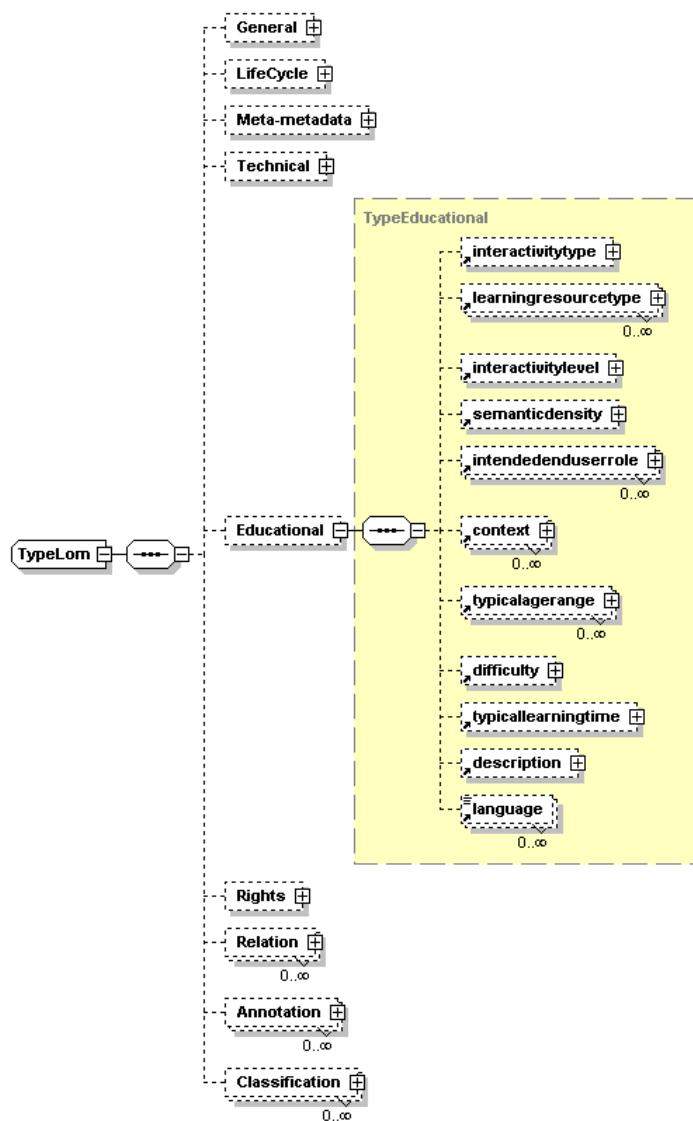 General
LifeCycle
Meta-metadata
Technical
TypeEducational
interactivitytype
learningresourcetype
0..∞
interactivitylevel
semanticdensity
intendedenduserrole
0..∞
TypeLom
Educational
context
0..∞
typicalagerange
0..∞
difficulty
typicallearningtime
description
language
0..∞
Rights
Relation
0..∞
Annotation
0..∞
Classification
0..∞